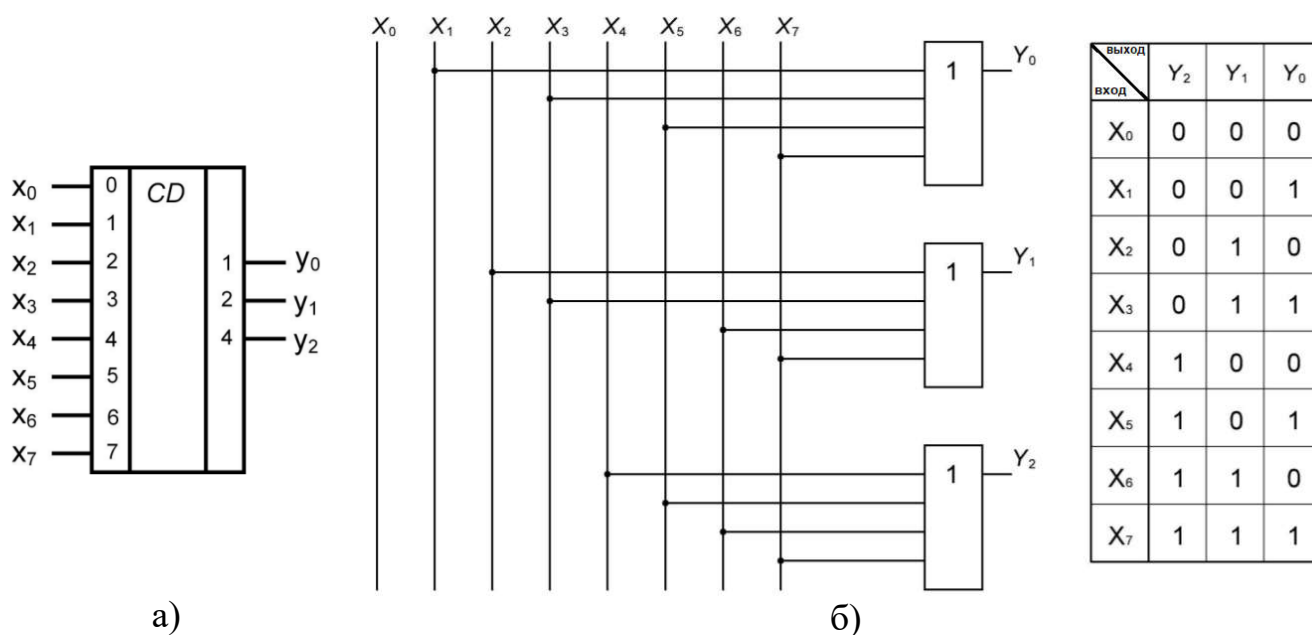 X₀ X₁ X₂ X₃ X₄ X₅ X₆ X₇
x₀ 0 CD
x₁ 1
x₂ 2 1 y₀
x₃ 3 2 y₁
x₄ 4 4 y₂
x₅ 5
x₆ 6
x₇ 7
1 Y₀
1 Y₁
1 Y₂
выход Y₂ Y₁ Y₀
вход
X₀ 0 0 0
X₁ 0 0 1
X₂ 0 1 0
X₃ 0 1 1
X₄ 1 0 0
X₅ 1 0 1
X₆ 1 1 0
X₇ 1 1 1
а) б)